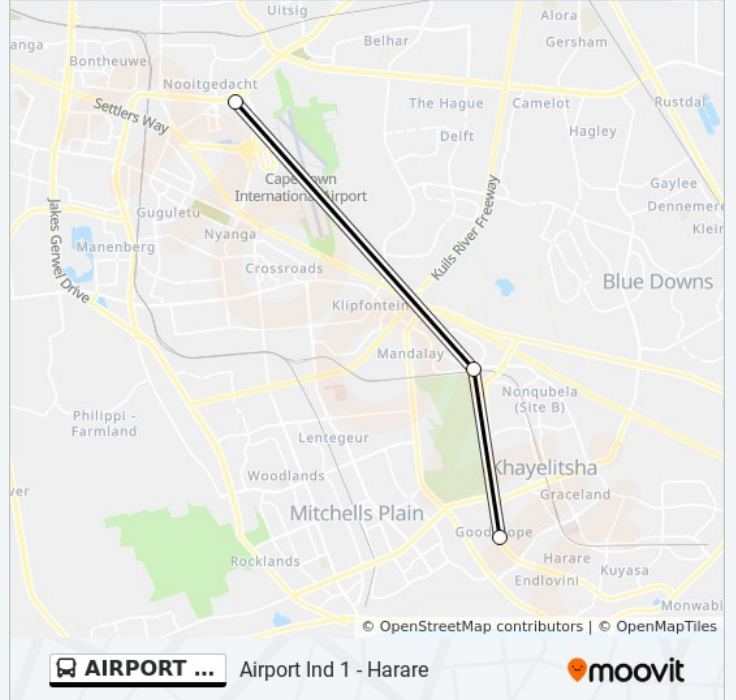 Uitsig
Alora
Gersham
anga
Belhar
Bontheuwel
Nooitgedacht
The Hague
Camelot
Rustdal
Settlers Way
Delft
Hagley
Cape Town
International Airport
Gaylee
Dennemere
Klein
Guguletu
Nyanga
Manenberg
Jakes Gerwel Drive
Kuils River Freeway
Crossroads
Blue Downs
Klipfontein
Mandalay
Nonqubela
(Site B)
Philippi -
Farmland
Lentegeur
Khayelitsha
Woodlands
Graceland
ver
Mitchells Plain
Good Hope
Rocklands
Harare
Kuyasa
Endlovini
Monwabi
© OpenStreetMap contributors | © OpenMapTiles
AIRPORT ...
Airport Ind 1 - Harare
moovit